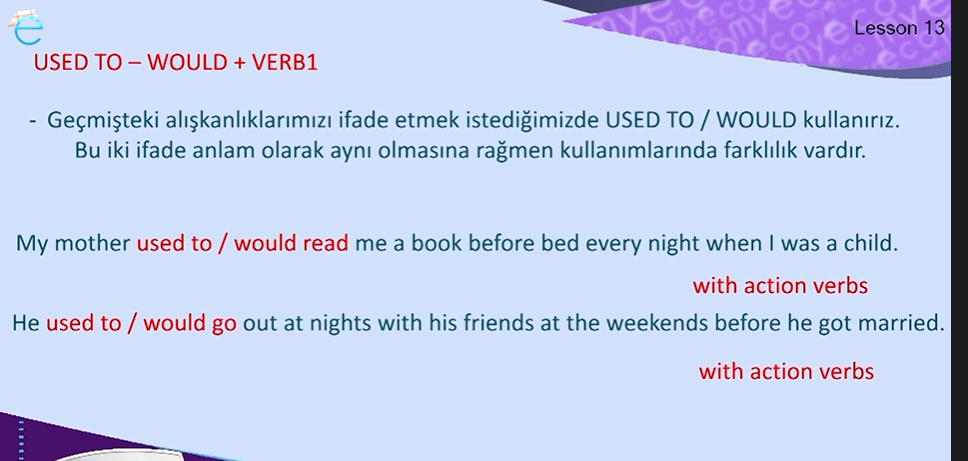 Lesson 13
USED TO – WOULD + VERB1
- Geçmişteki alışkanlıklarımızı ifade etmek istediğimizde USED TO / WOULD kullanırız.
Bu iki ifade anlam olarak aynı olmasına rağmen kullanımlarında farklılık vardır.
My mother used to / would read me a book before bed every night when I was a child.
with action verbs
He used to / would go out at nights with his friends at the weekends before he got married.
with action verbs